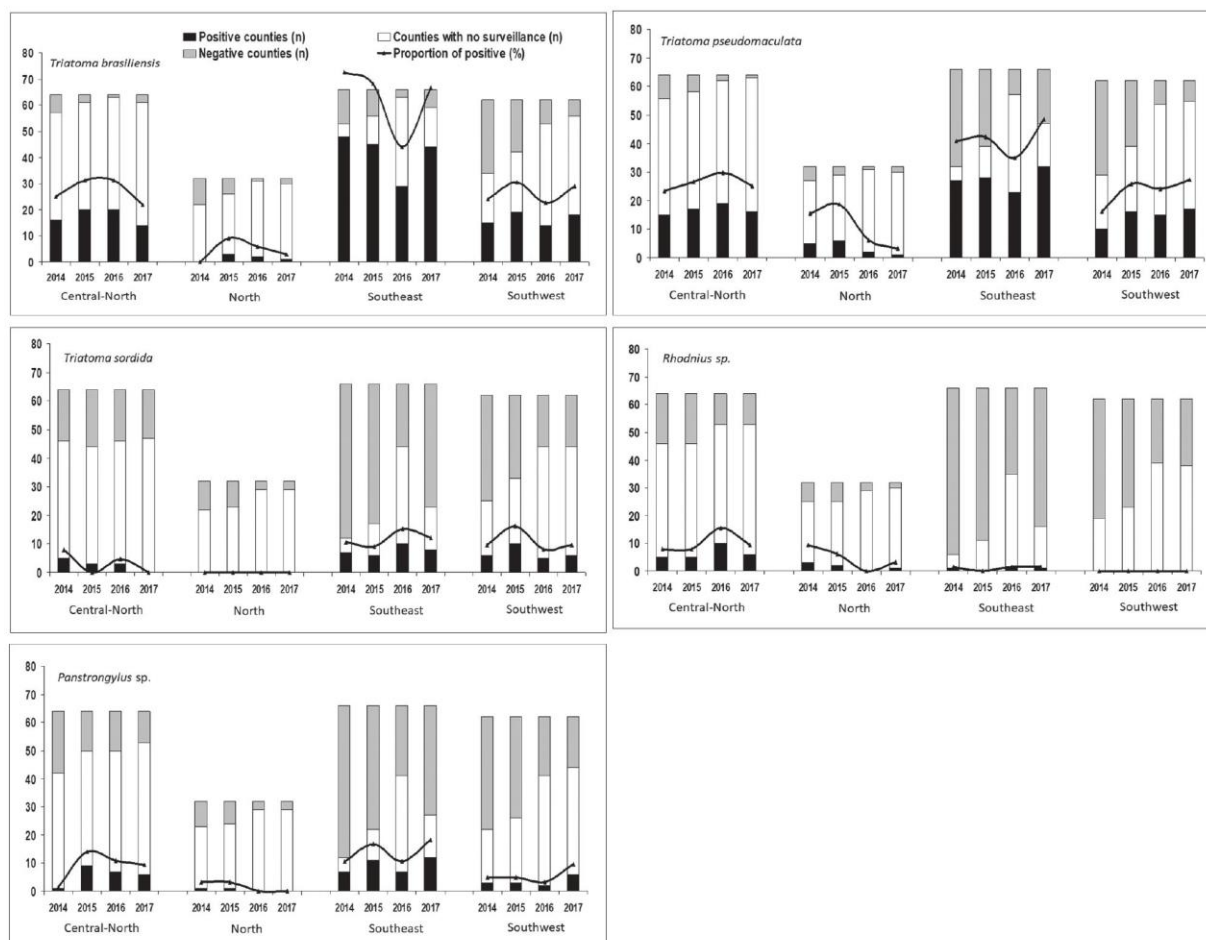 Positive counties (n)
Counties with no surveillance (n)
Negative counties (n)
Proportion of positive (%)
Triatoma brasiliensis
80
70
60
50
40
30
20
10
0
2014 2015 2016 2017 2014 2015 2016 2017 2014 2015 2016 2017 2014 2015 2016 2017
Central-North North Southeast Southwest
Triatoma pseudomaculata
80
70
60
50
40
30
20
10
0
2014 2015 2016 2017 2014 2015 2016 2017 2014 2015 2016 2017 2014 2015 2016 2017
Central-North North Southeast Southwest
Triatoma sordida
80
70
60
50
40
30
20
10
0
2014 2015 2016 2017 2014 2015 2016 2017 2014 2015 2016 2017 2014 2015 2016 2017
Central-North North Southeast Southwest
Rhodnius sp.
80
70
60
50
40
30
20
10
0
2014 2015 2016 2017 2014 2015 2016 2017 2014 2015 2016 2017 2014 2015 2016 2017
Central-North North Southeast Southwest
Panstrongylus sp.
80
70
60
50
40
30
20
10
0
2014 2015 2016 2017 2014 2015 2016 2017 2014 2015 2016 2017 2014 2015 2016 2017
Central-North North Southeast Southwest